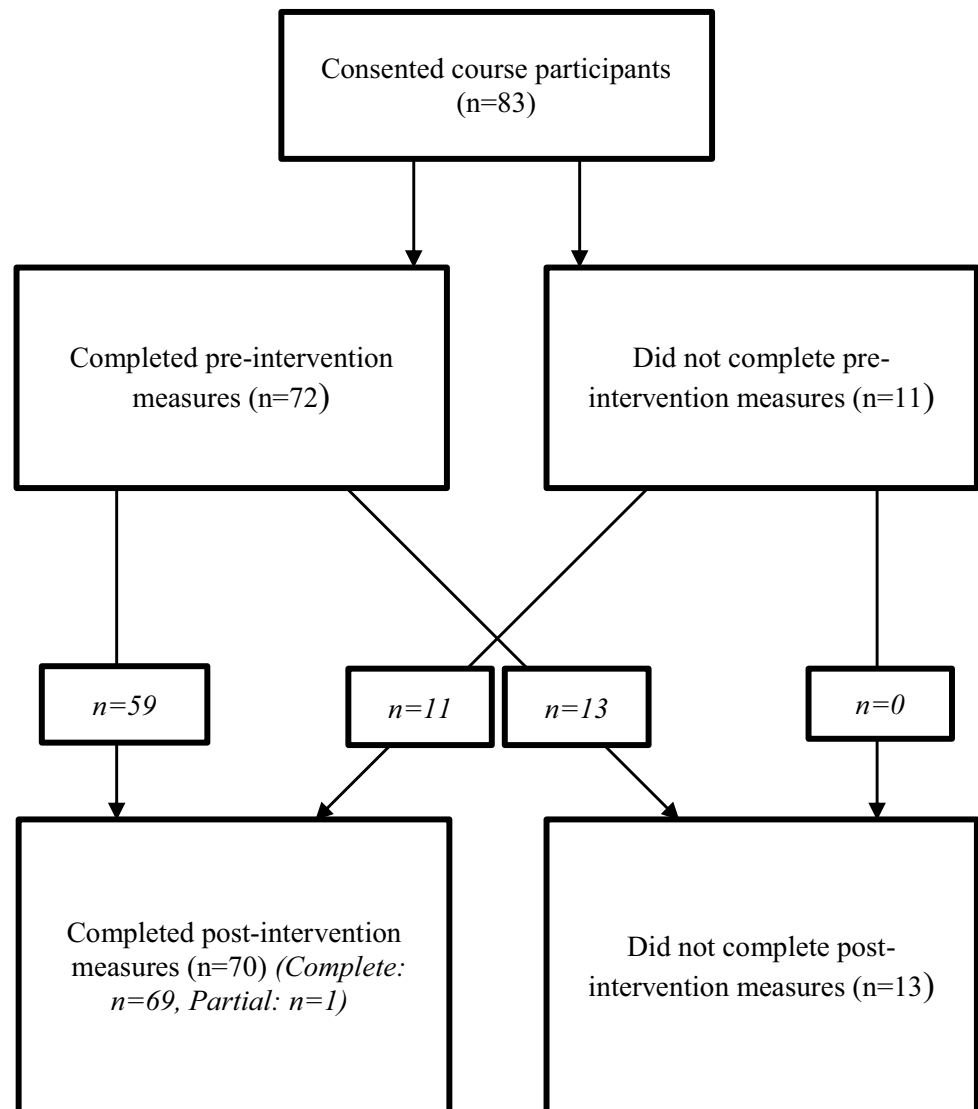 Consented course participants
(n=83)
Completed pre-intervention
measures (n=72)
Did not complete pre-
intervention measures (n=11)
n=59
n=11
n=13
n=0
Completed post-intervention
measures (n=70) (Complete:
n=69, Partial: n=1)
Did not complete post-
intervention measures (n=13)